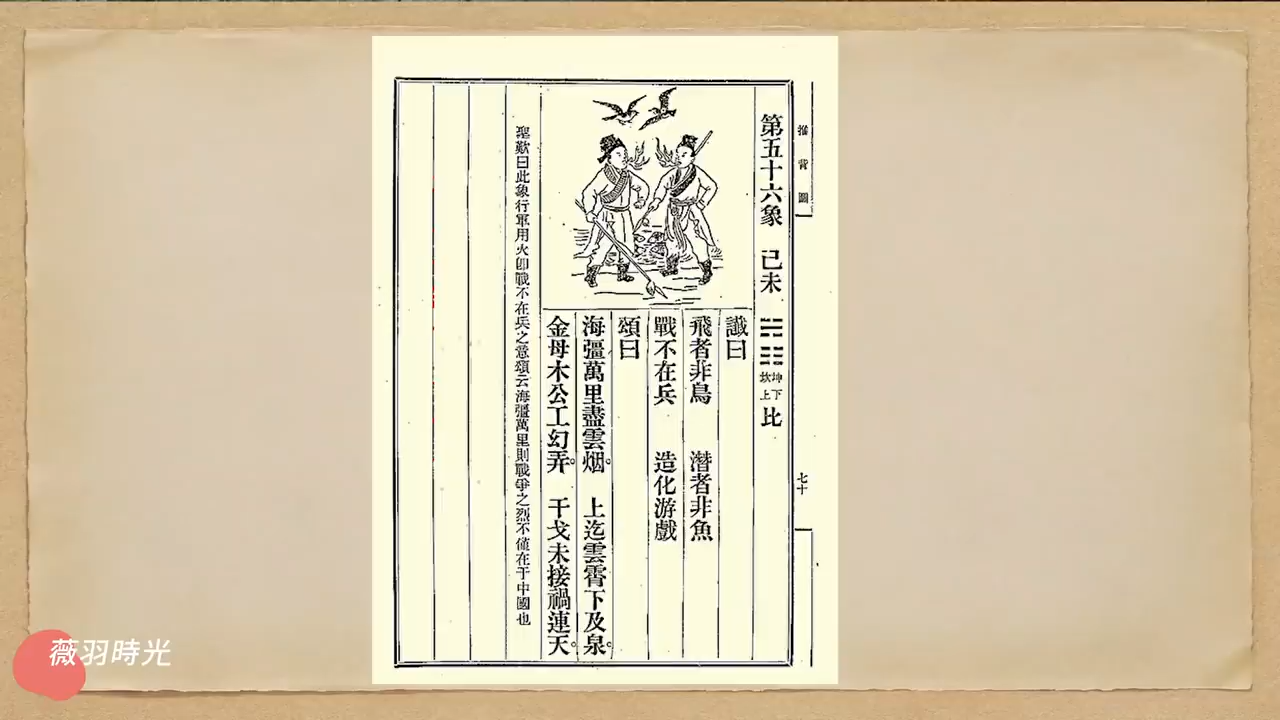 推背圖
七十
第五十六象 己未 坎上坤下 比
讖曰
飛者非鳥 潛者非魚
戰不在兵 造化游戲
頌曰
海疆萬里盡雲烟。 上迄雲霄下及泉。
金母木公工幻弄。 干戈未接禍連天。
聖歎曰此象行軍用火卽戰不在兵之意頌云海疆萬里則戰爭之烈不僅在于中國也
薇羽時光